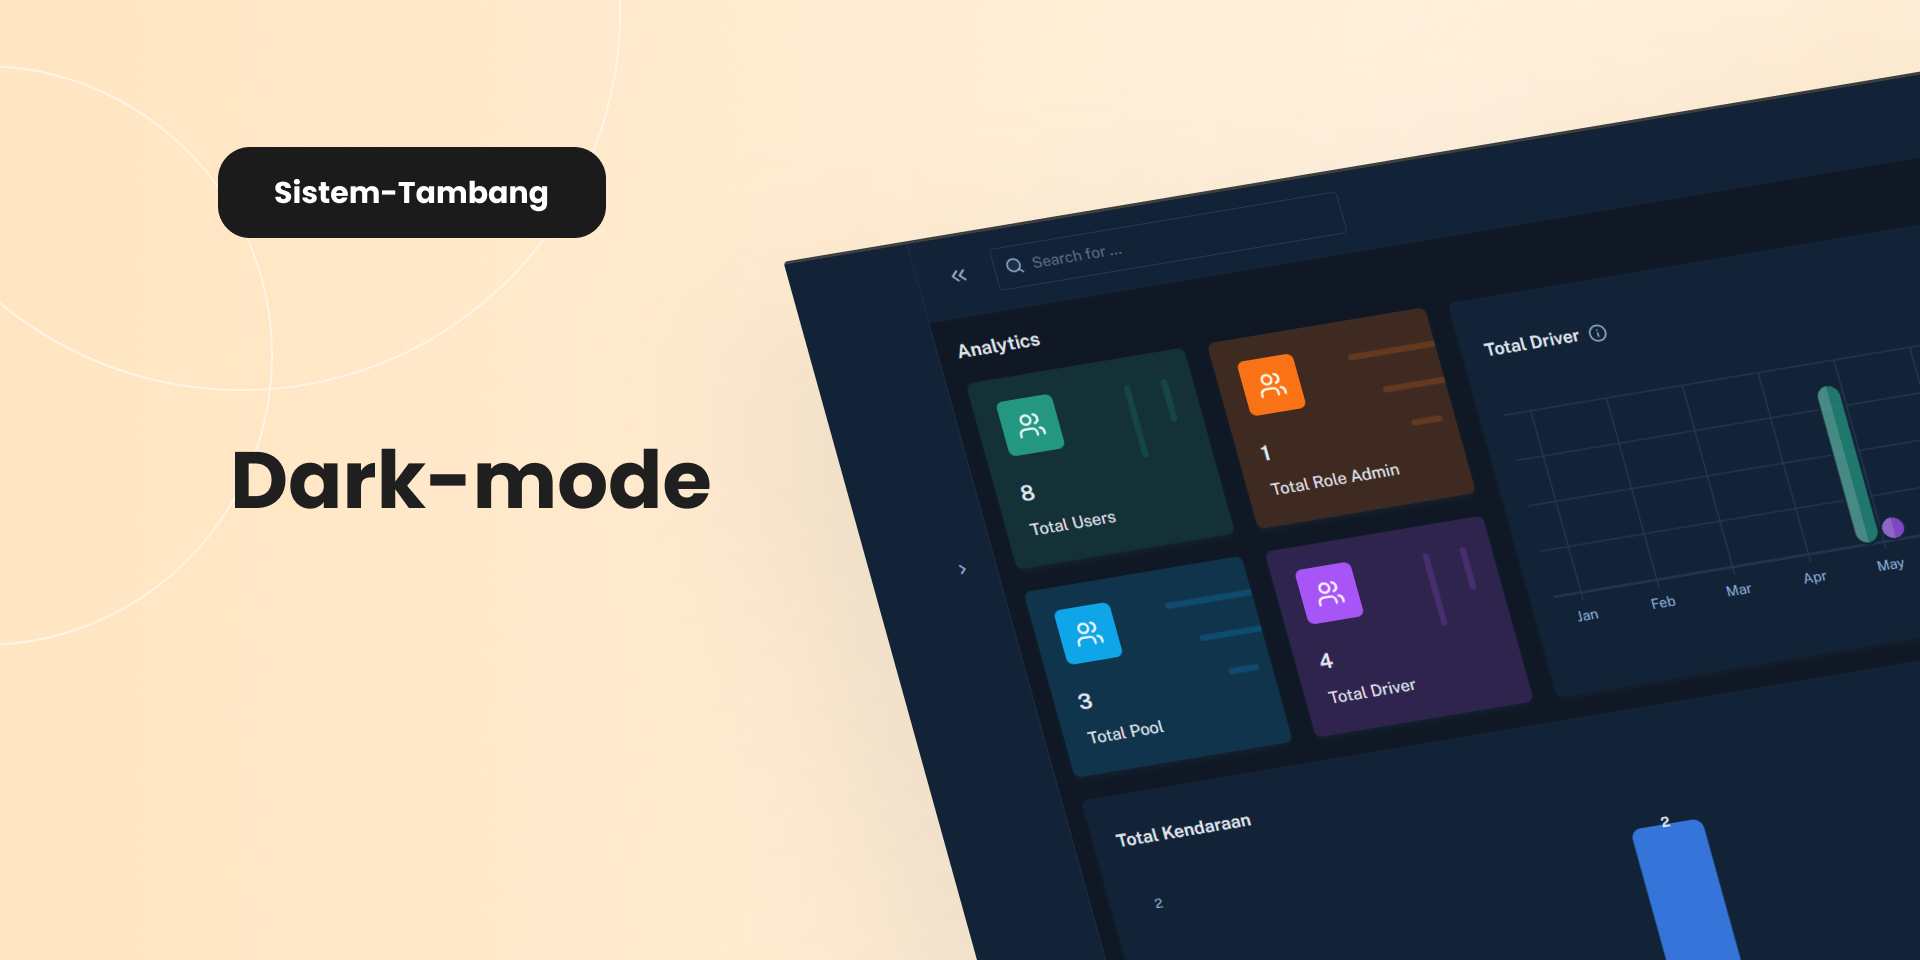 Sistem-Tambang
Dark-mode
Search for ...
Analytics
8
Total Users
1
Total Role Admin
3
Total Pool
4
Total Driver
Total Driver
Jan
Feb
Mar
Apr
May
Total Kendaraan
2
2